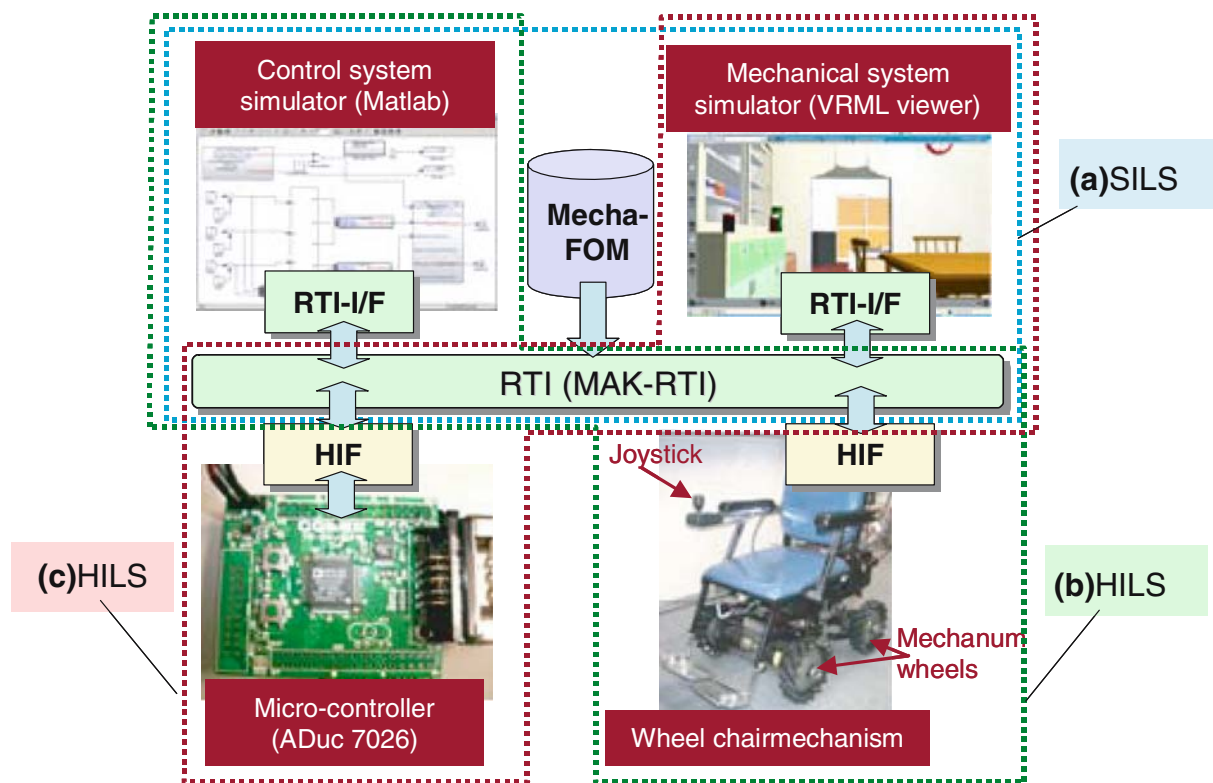 Control system
simulator (Matlab)
Mechanical system
simulator (VRML viewer)
(a)SILS
Mecha-
FOM
RTI-I/F
RTI-I/F
RTI (MAK-RTI)
HIF
HIF
Joystick
(c)HILS
(b)HILS
Mechanum
wheels
Micro-controller
(ADuc 7026)
Wheel chairmechanism